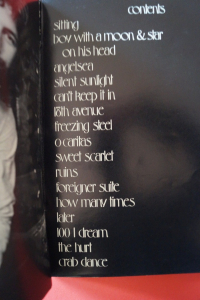 contents
sitting
boy with a moon & star
on his head
angelsea
silent sunlight
can't keep it in
18th avenue
freezing steel
o caritas
sweet scarlet
ruins
foreigner suite
how many times
later
100 I dream
the hurt
crab dance